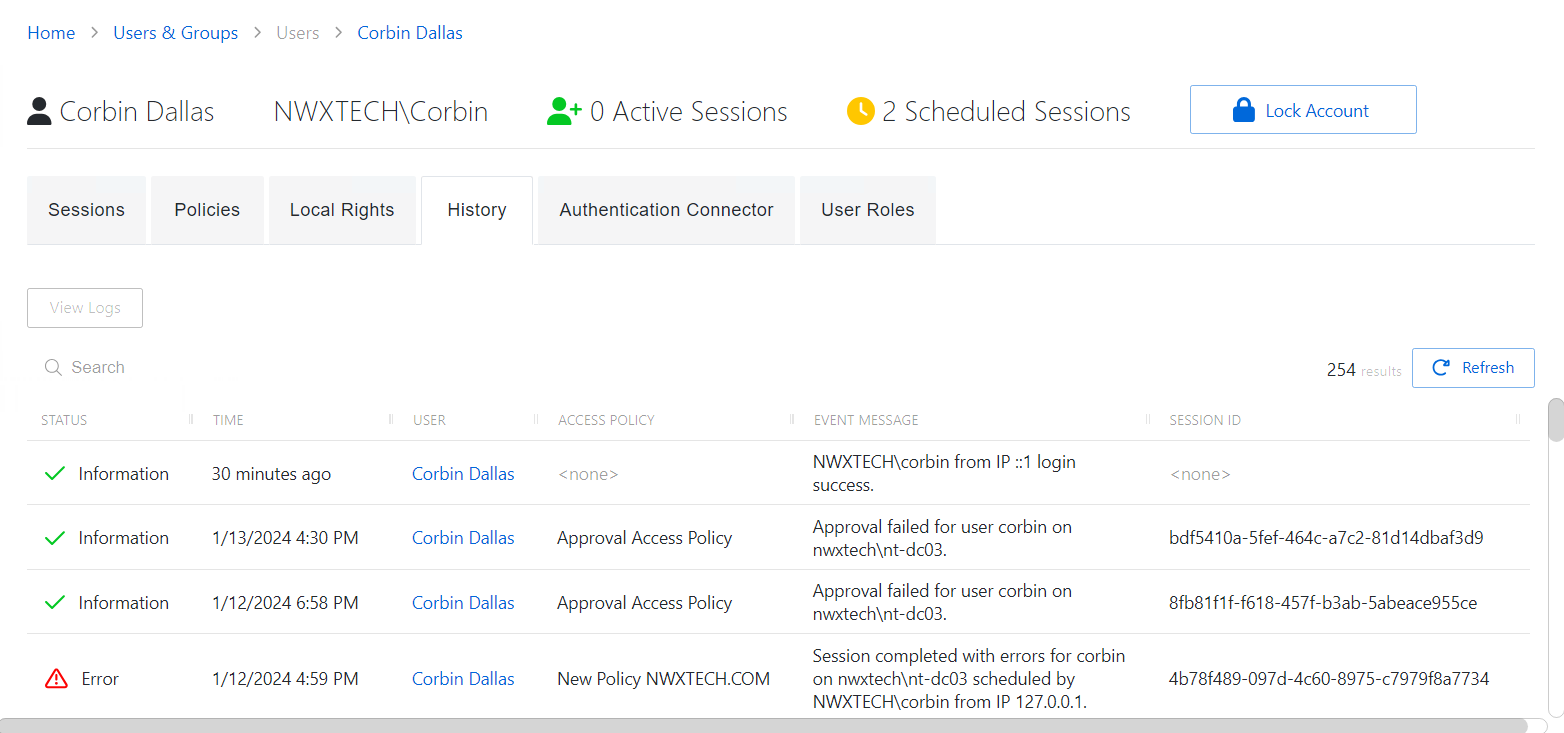 Home > Users & Groups > Users > Corbin Dallas
Corbin Dallas NWXTECH\Corbin 0 Active Sessions 2 Scheduled Sessions Lock Account
Sessions Policies Local Rights History Authentication Connector User Roles
View Logs
Search 254 results Refresh
STATUS TIME USER ACCESS POLICY EVENT MESSAGE SESSION ID
Information 30 minutes ago Corbin Dallas <none> NWXTECH\corbin from IP ::1 login
success. <none>
Information 1/13/2024 4:30 PM Corbin Dallas Approval Access Policy Approval failed for user corbin on
nwxtech\nt-dc03. bdf5410a-5fef-464c-a7c2-81d14dbaf3d9
Information 1/12/2024 6:58 PM Corbin Dallas Approval Access Policy Approval failed for user corbin on
nwxtech\nt-dc03. 8fb81f1f-f618-457f-b3ab-5abeace955ce
Error 1/12/2024 4:59 PM Corbin Dallas New Policy NWXTECH.COM Session completed with errors for corbin
on nwxtech\nt-dc03 scheduled by
NWXTECH\corbin from IP 127.0.0.1. 4b78f489-097d-4c60-8975-c7979f8a7734